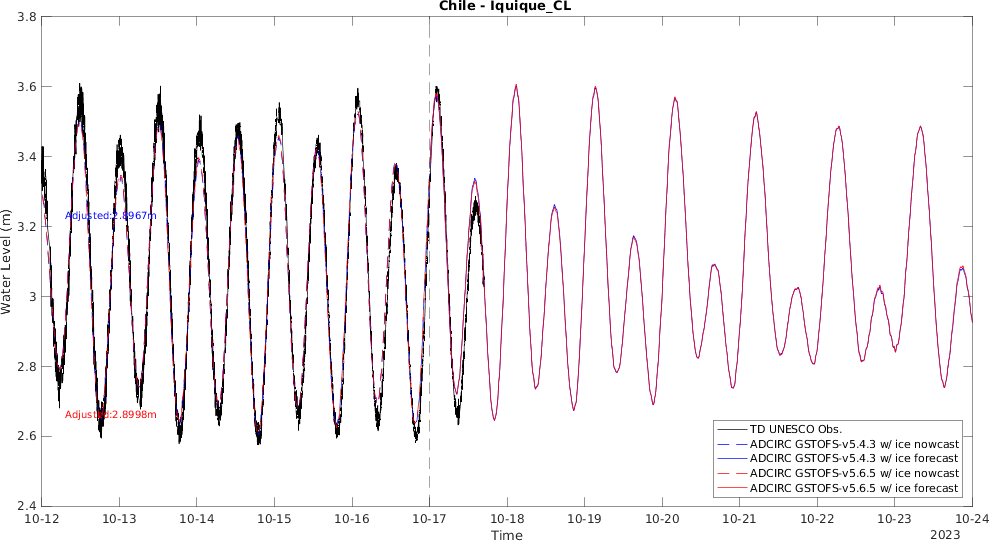 Chile - Iquique_CL
3.8
3.6
3.4
3.2
3
2.8
2.6
2.4
Water Level (m)
Adjusted:2.8967m
Adjusted:2.8998m
TD UNESCO Obs.
ADCIRC GSTOFS-v5.4.3 w/ ice nowcast
ADCIRC GSTOFS-v5.4.3 w/ ice forecast
ADCIRC GSTOFS-v5.6.5 w/ ice nowcast
ADCIRC GSTOFS-v5.6.5 w/ ice forecast
10-12 10-13 10-14 10-15 10-16 10-17 10-18 10-19 10-20 10-21 10-22 10-23 10-24
Time
2023